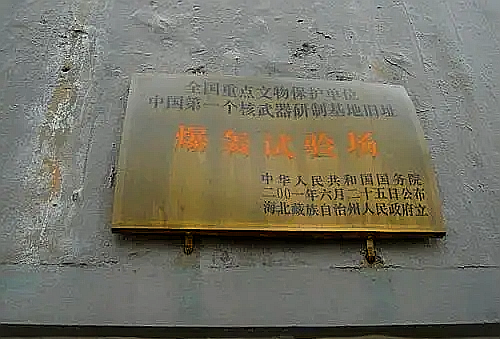 全国重点文物保护单位
中国第一个核武器研制基地旧址
爆轰试验场
中华人民共和国国务院
二00一年六月二十五日公布
海北藏族自治州人民政府立